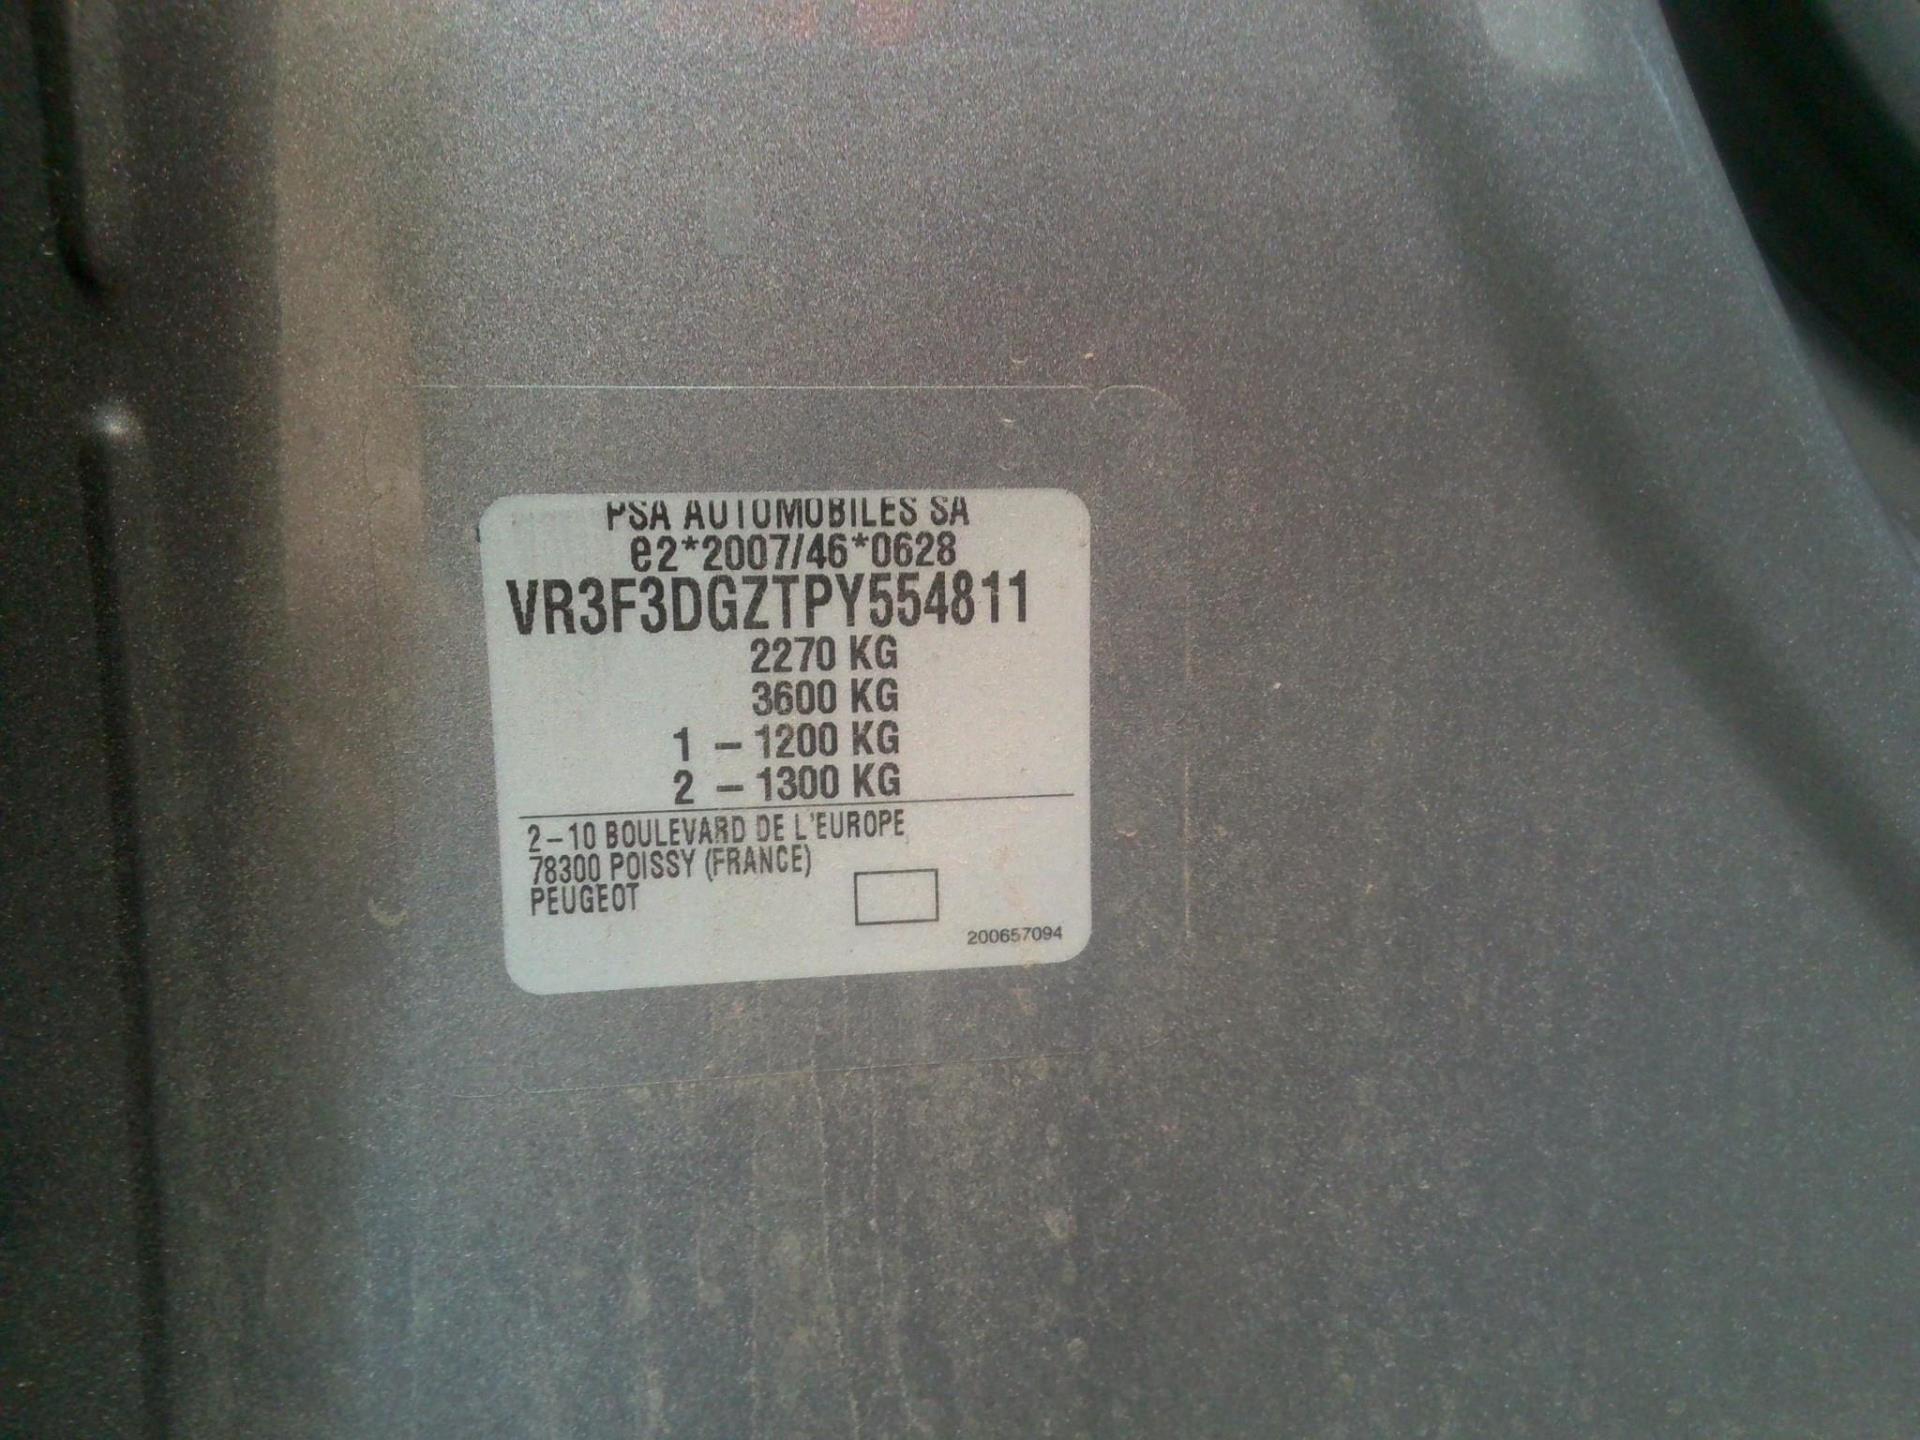 PSA AUTOMOBILES SA
e2*2007/46*0628
VR3F3DGZTPY554811
2270 KG
3600 KG
1 - 1200 KG
2 - 1300 KG
2-10 BOULEVARD DE L'EUROPE
78300 POISSY (FRANCE)
PEUGEOT
200657094